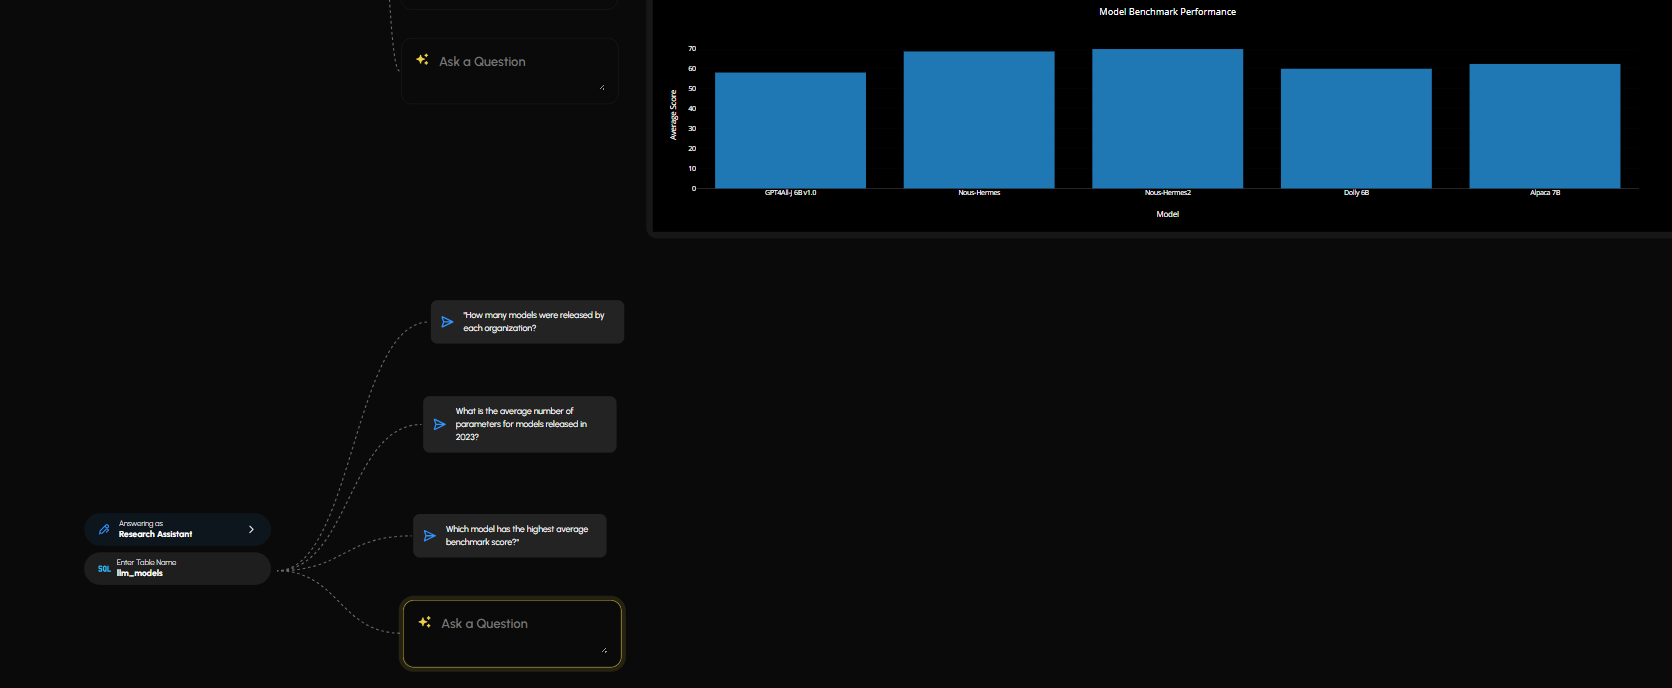 Ask a Question
Model Benchmark Performance
70
60
50
40
30
20
10
0
Average Score
GPT4All-J 6B v1.0
Nous-Hermes
Nous-Hermes2
Dolly 6B
Alpaca 7B
Model
"How many models were released by
each organization?
What is the average number of
parameters for models released in
2023?
Which model has the highest average
benchmark score?"
Answering as
Research Assistant
SQL
Enter Table Name
llm_models
Ask a Question